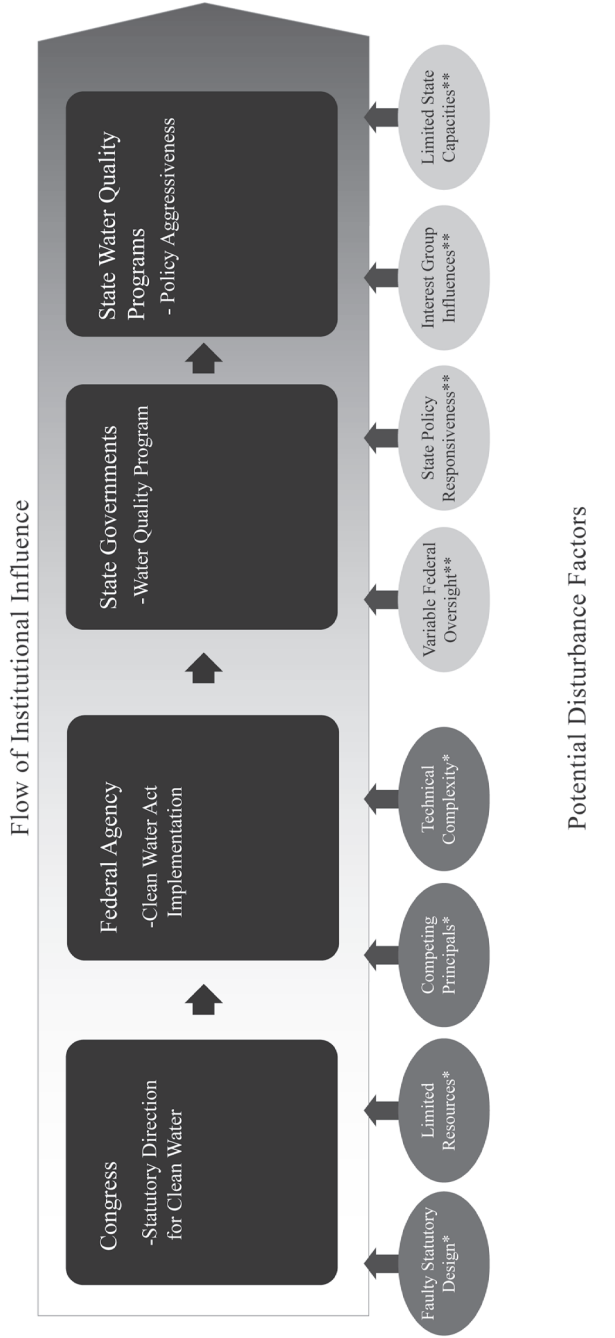 Flow of Institutional Influence
Congress
-Statutory Direction
for Clean Water
Federal Agency
-Clean Water Act
Implementation
State Governments
-Water Quality Program
State Water Quality
Programs
- Policy Aggressiveness
Faulty Statutory
Design*
Limited
Resources*
Competing
Principals*
Technical
Complexity*
Variable Federal
Oversight**
State Policy
Responsiveness**
Interest Group
Influences**
Limited State
Capacities**
Potential Disturbance Factors